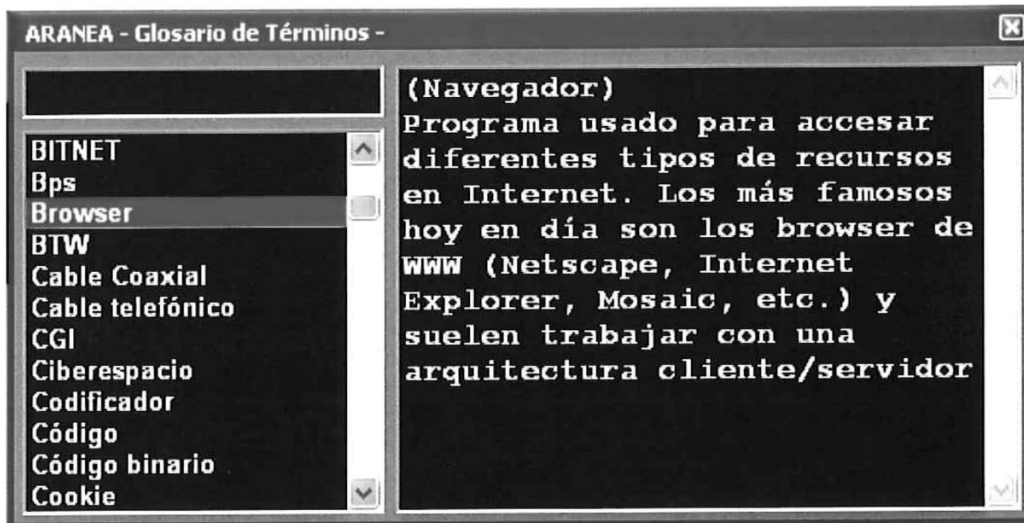 ARANEA - Glosario de Términos -
BITNET
Bps
Browser
BTW
Cable Coaxial
Cable telefónico
CGI
Ciberespacio
Codificador
Código
Código binario
Cookie
(Navegador)
Programa usado para accesar
diferentes tipos de recursos
en Internet. Los más famosos
hoy en día son los browser de
WWW (Netscape, Internet
Explorer, Mosaic, etc.) y
suelen trabajar con una
arquitectura cliente/servidor